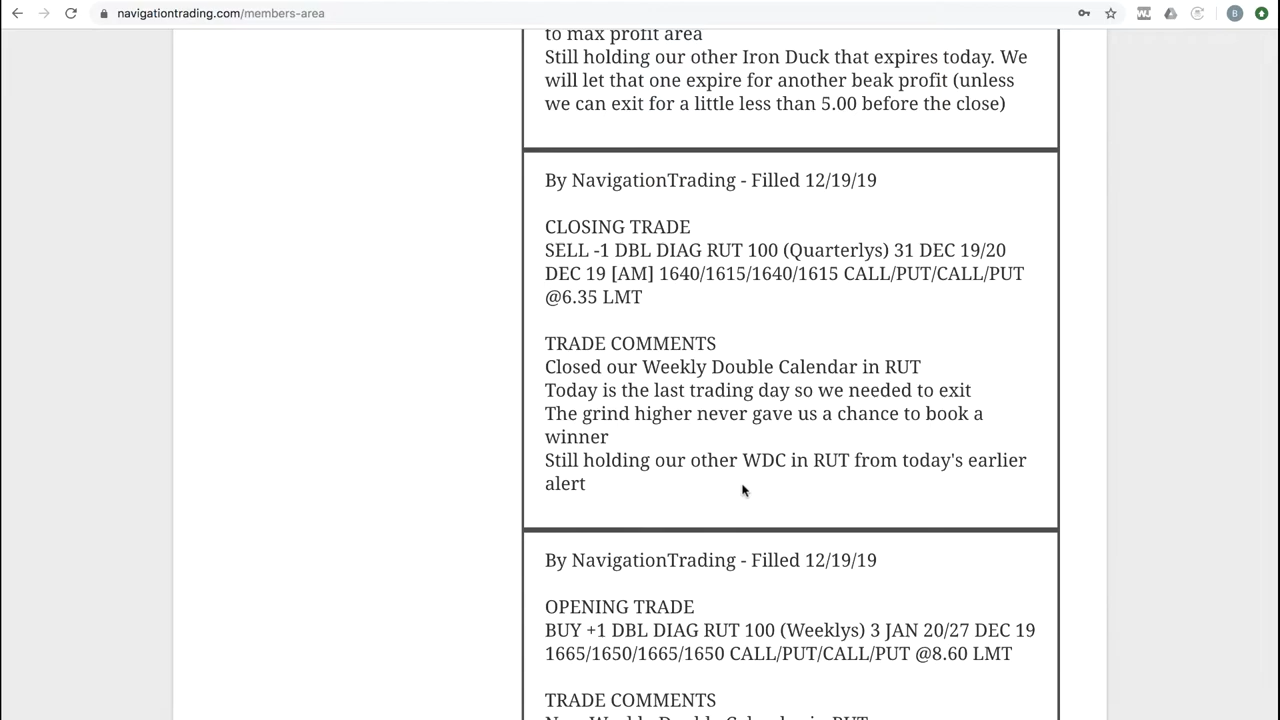 navigationtrading.com/members-area
B
to max profit area
Still holding our other Iron Duck that expires today. We
will let that one expire for another beak profit (unless
we can exit for a little less than 5.00 before the close)
By NavigationTrading - Filled 12/19/19
CLOSING TRADE
SELL -1 DBL DIAG RUT 100 (Quarterlys) 31 DEC 19/20
DEC 19 [AM] 1640/1615/1640/1615 CALL/PUT/CALL/PUT
@6.35 LMT
TRADE COMMENTS
Closed our Weekly Double Calendar in RUT
Today is the last trading day so we needed to exit
The grind higher never gave us a chance to book a
winner
Still holding our other WDC in RUT from today's earlier
alert
By NavigationTrading - Filled 12/19/19
OPENING TRADE
BUY +1 DBL DIAG RUT 100 (Weeklys) 3 JAN 20/27 DEC 19
1665/1650/1665/1650 CALL/PUT/CALL/PUT @8.60 LMT
TRADE COMMENTS
New Weekly Double Calendar in RUT